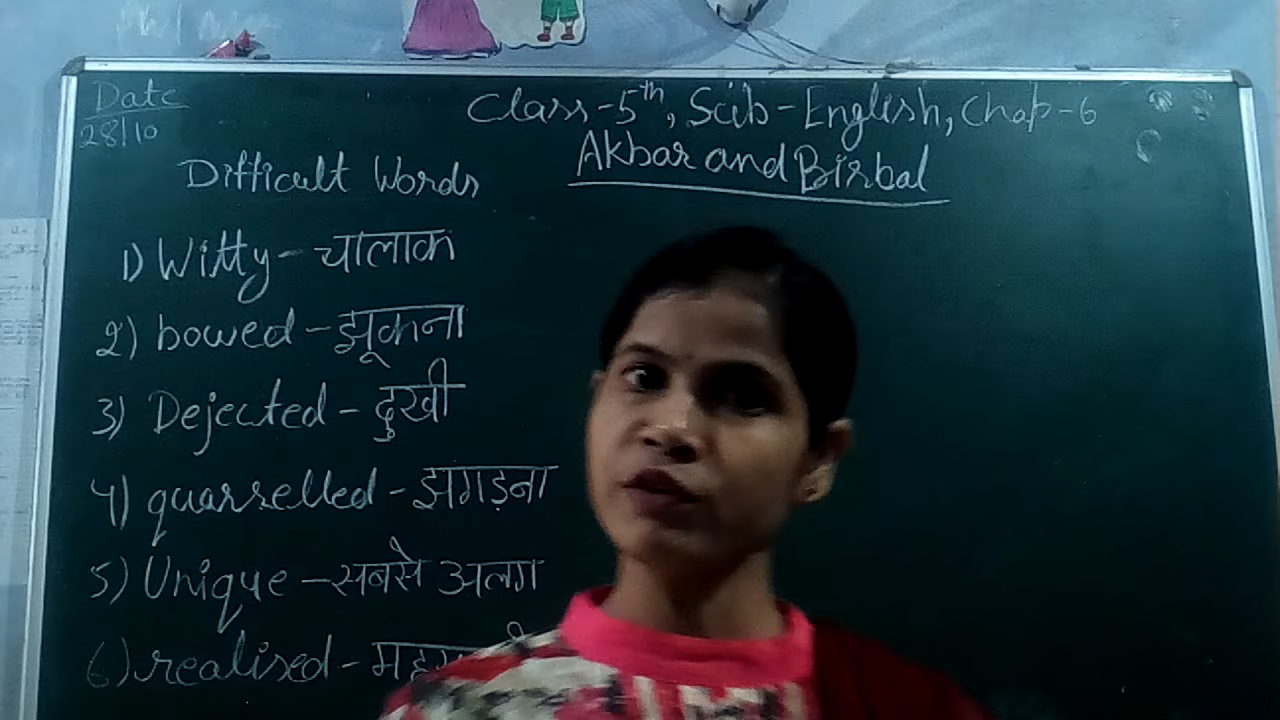 Date
28/10
Class-5th, Sub-English, Chap-6
Akbar and Birbal
Difficult Words
1) Witty - चालाक
2) bowed - झूकना
3) Dejected - दुखी
4) quarrelled - झगड़ना
5) Unique - सबसे अलग
6) realised -